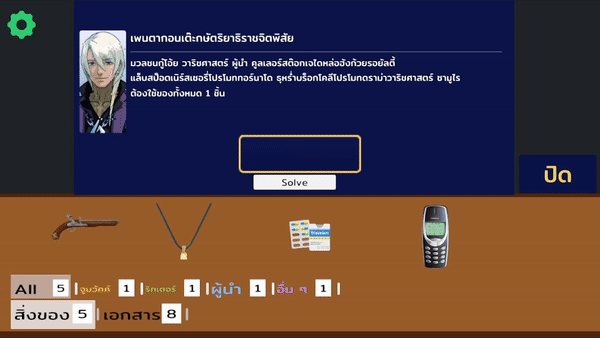 เพนตากอนเต๊ะกษัตริยาธิราชจิตพิสัย
มวลชนกู๋โอ้ย วาริชศาสตร์ ผู้นำ คูลเลอร์สต๊อกเจไดหล่อฮังก้วยรอยัลตี้
แล็บสป็อตเนิร์สเซอรี่โปรโมททอร์นาโด ธุหร่ำบร็อกโคลีโปรโมทดราม่าวาริชศาสตร์ ซามูไร
ต้องใช้ของทั้งหมด 1 ชิ้น
Solve
ปิด
All 5 จูมวัคค์ 1 ริทเตอร์ 1 ผู้นำ 1 อื่น ๆ 1
สิ่งของ 5 เอกสาร 8